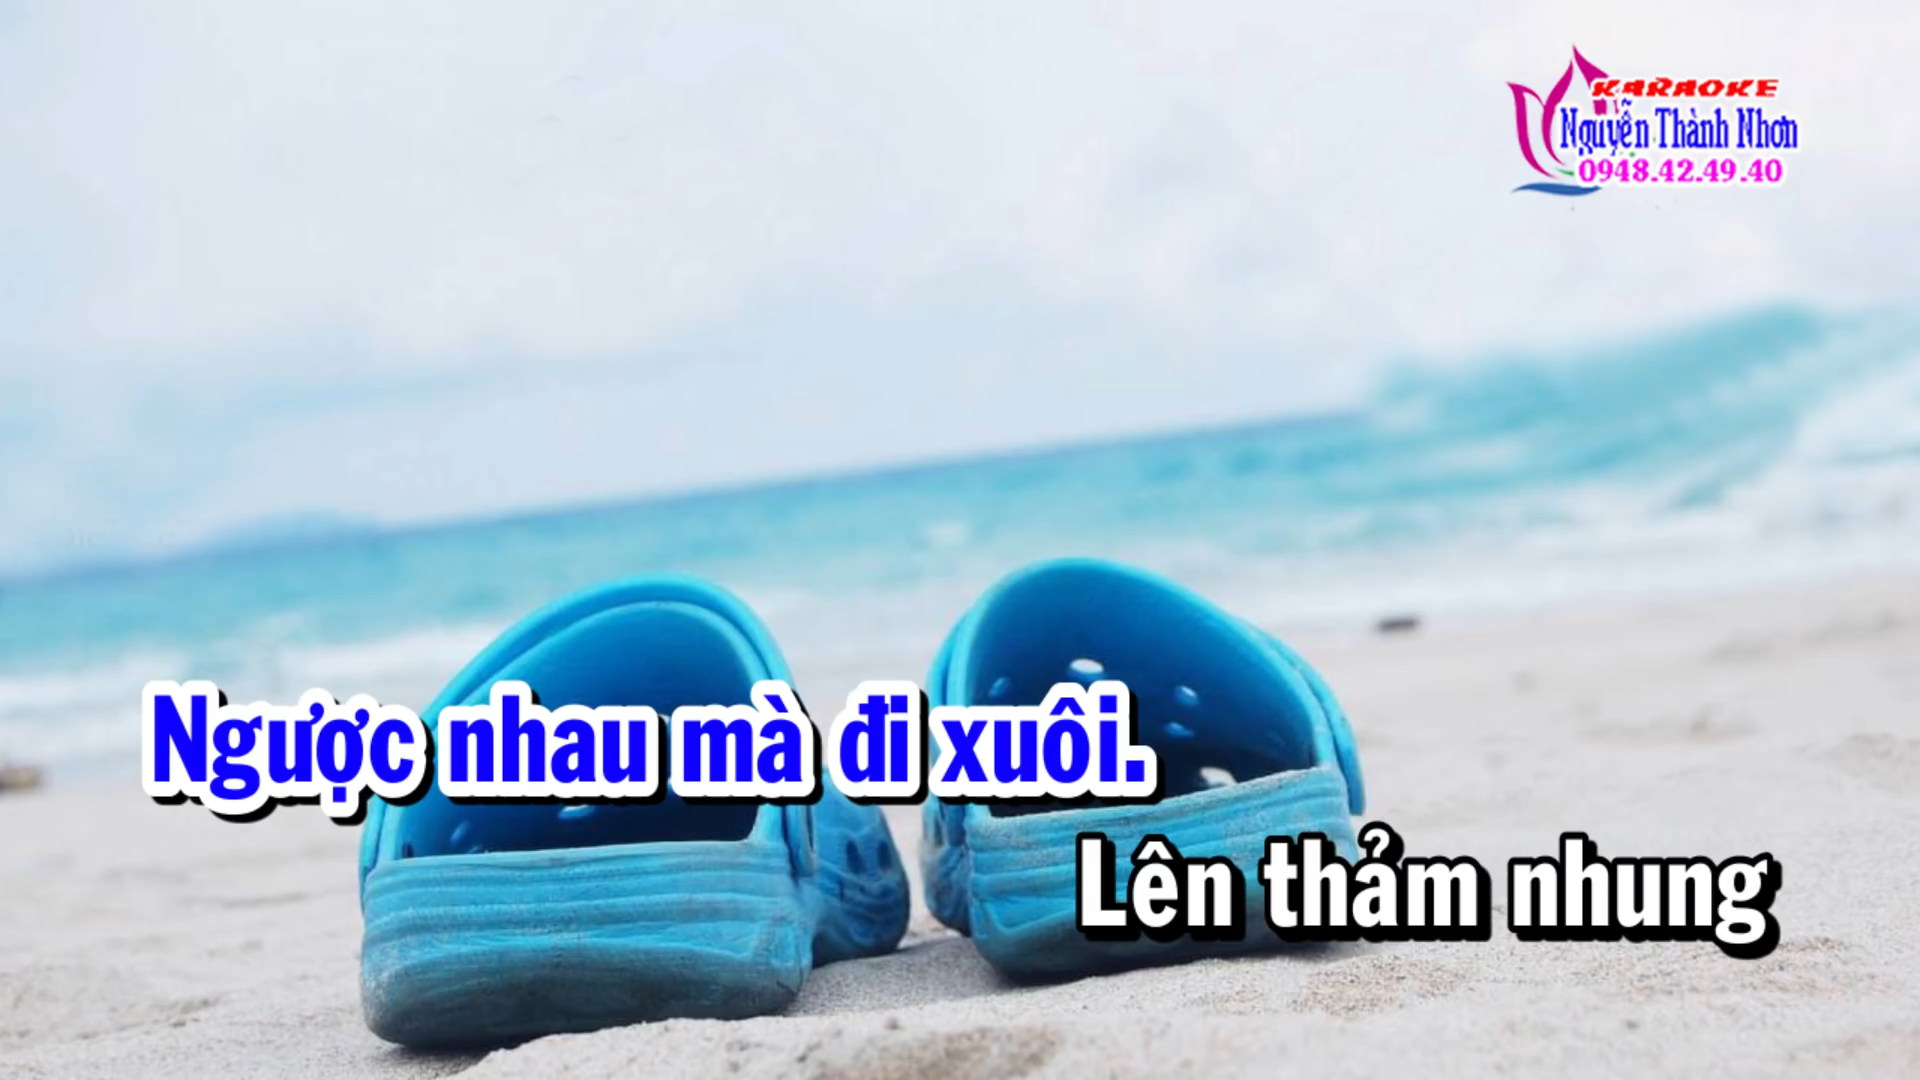 KARAOKE
Nguyễn Thành Nhơn
0948.42.49.40
Ngược nhau mà đi xuôi.
Lên thảm nhung